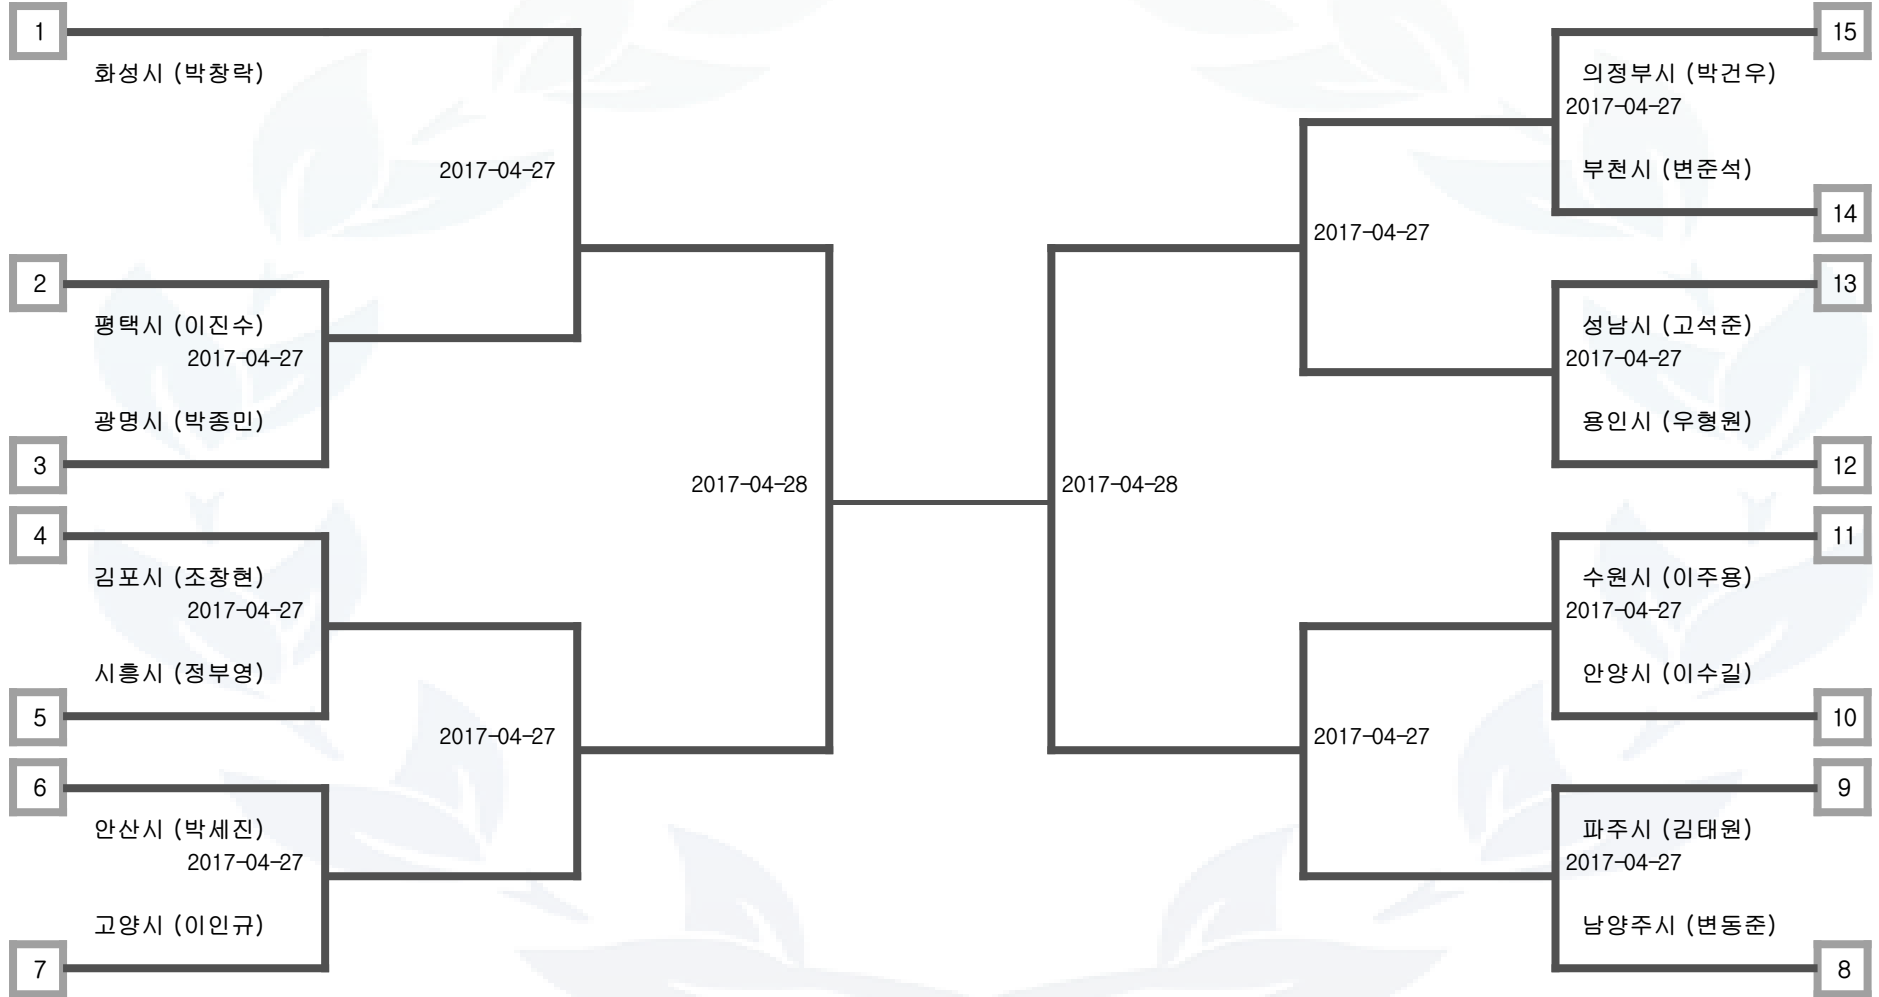 1
화성시 (박창락)
2017-04-27
2
평택시 (이진수)
2017-04-27
광명시 (박종민)
3
2017-04-28
4
김포시 (조창현)
2017-04-27
시흥시 (정부영)
5
2017-04-27
6
안산시 (박세진)
2017-04-27
고양시 (이인규)
7
15
의정부시 (박건우)
2017-04-27
부천시 (변준석)
14
2017-04-27
13
성남시 (고석준)
2017-04-27
용인시 (우형원)
12
2017-04-28
11
수원시 (이주용)
2017-04-27
안양시 (이수길)
10
2017-04-27
9
파주시 (김태원)
2017-04-27
남양주시 (변동준)
8